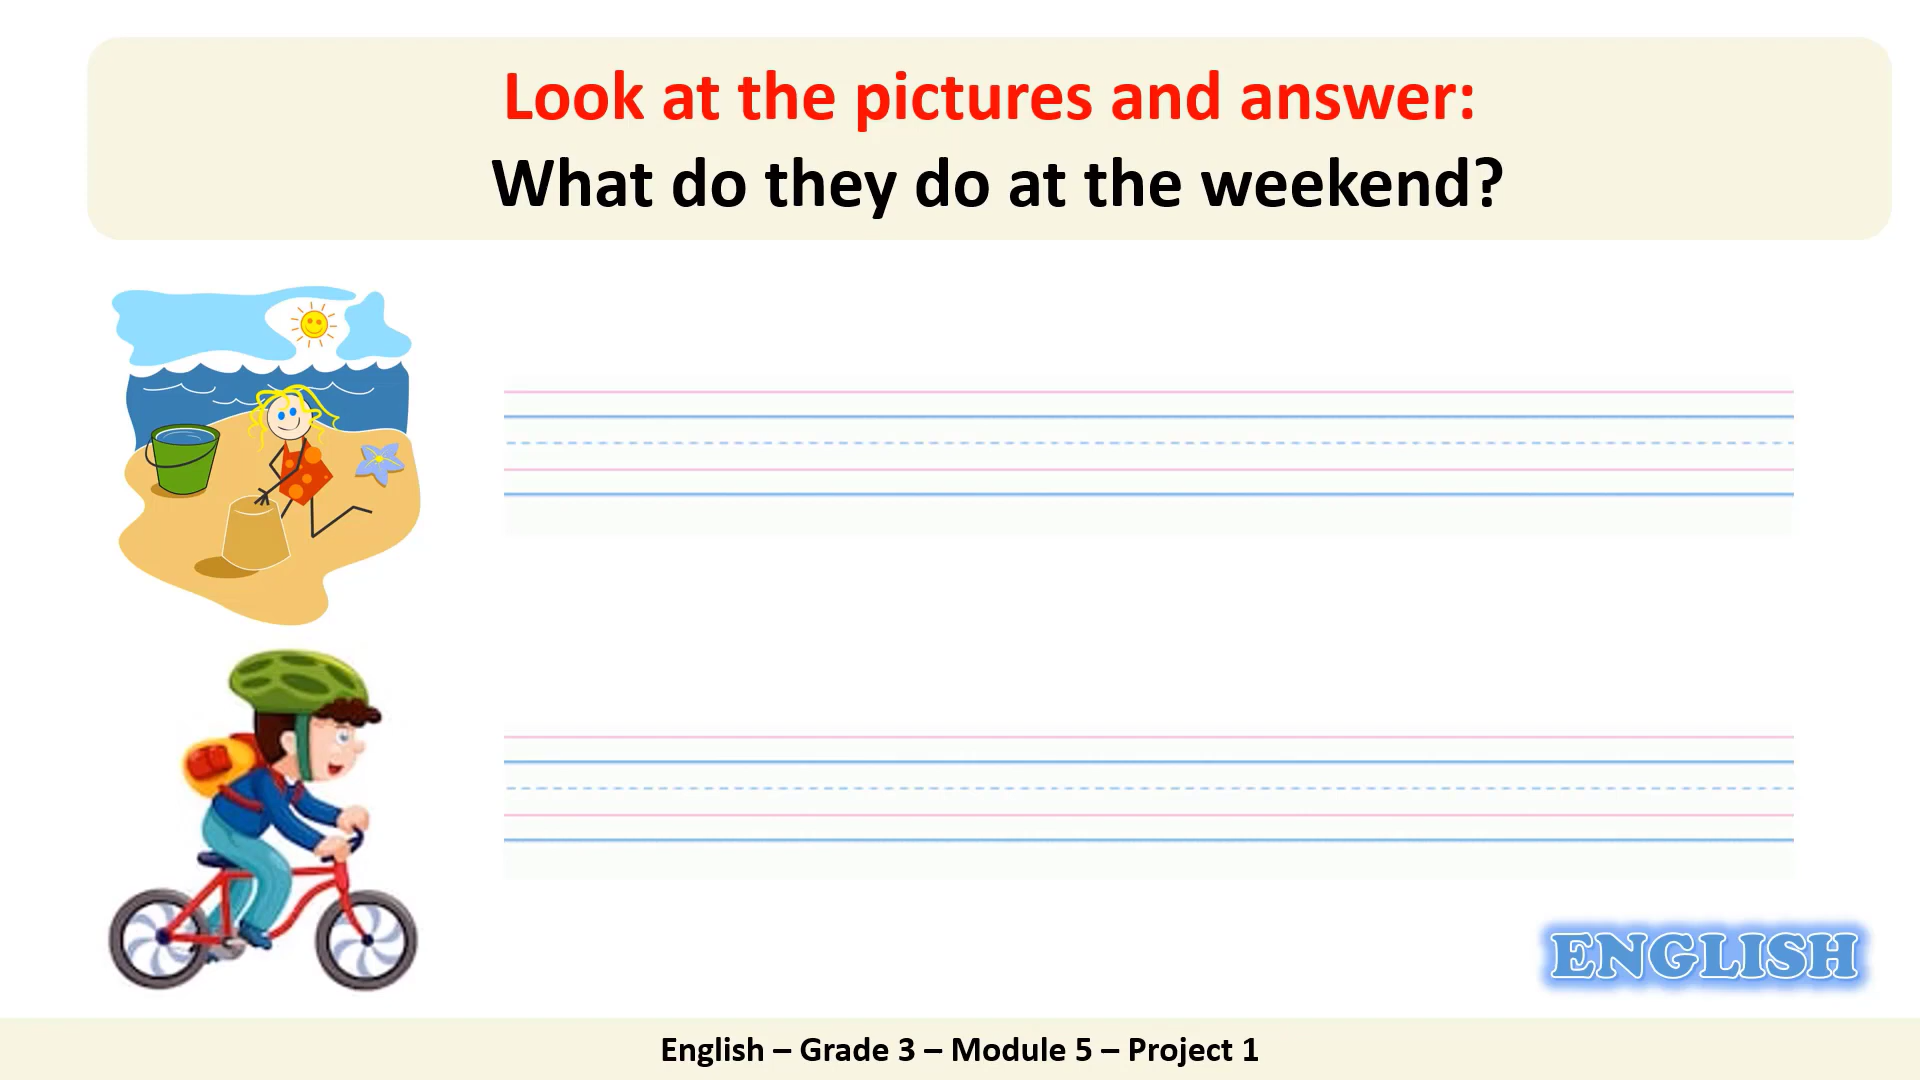 Look at the pictures and answer:
What do they do at the weekend?
ENGLISH
English – Grade 3 – Module 5 – Project 1